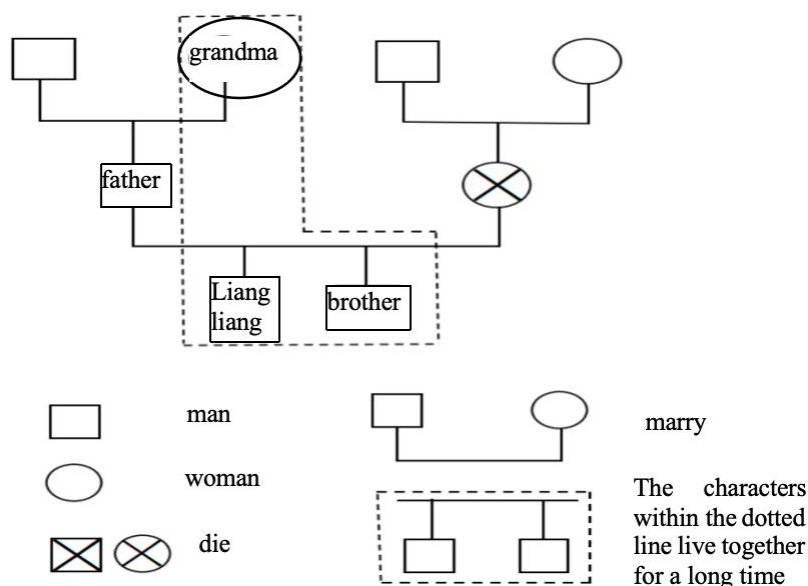 grandma
father
Liang
liang
brother
man
marry
woman
The characters
within the dotted
line live together
for a long time
die